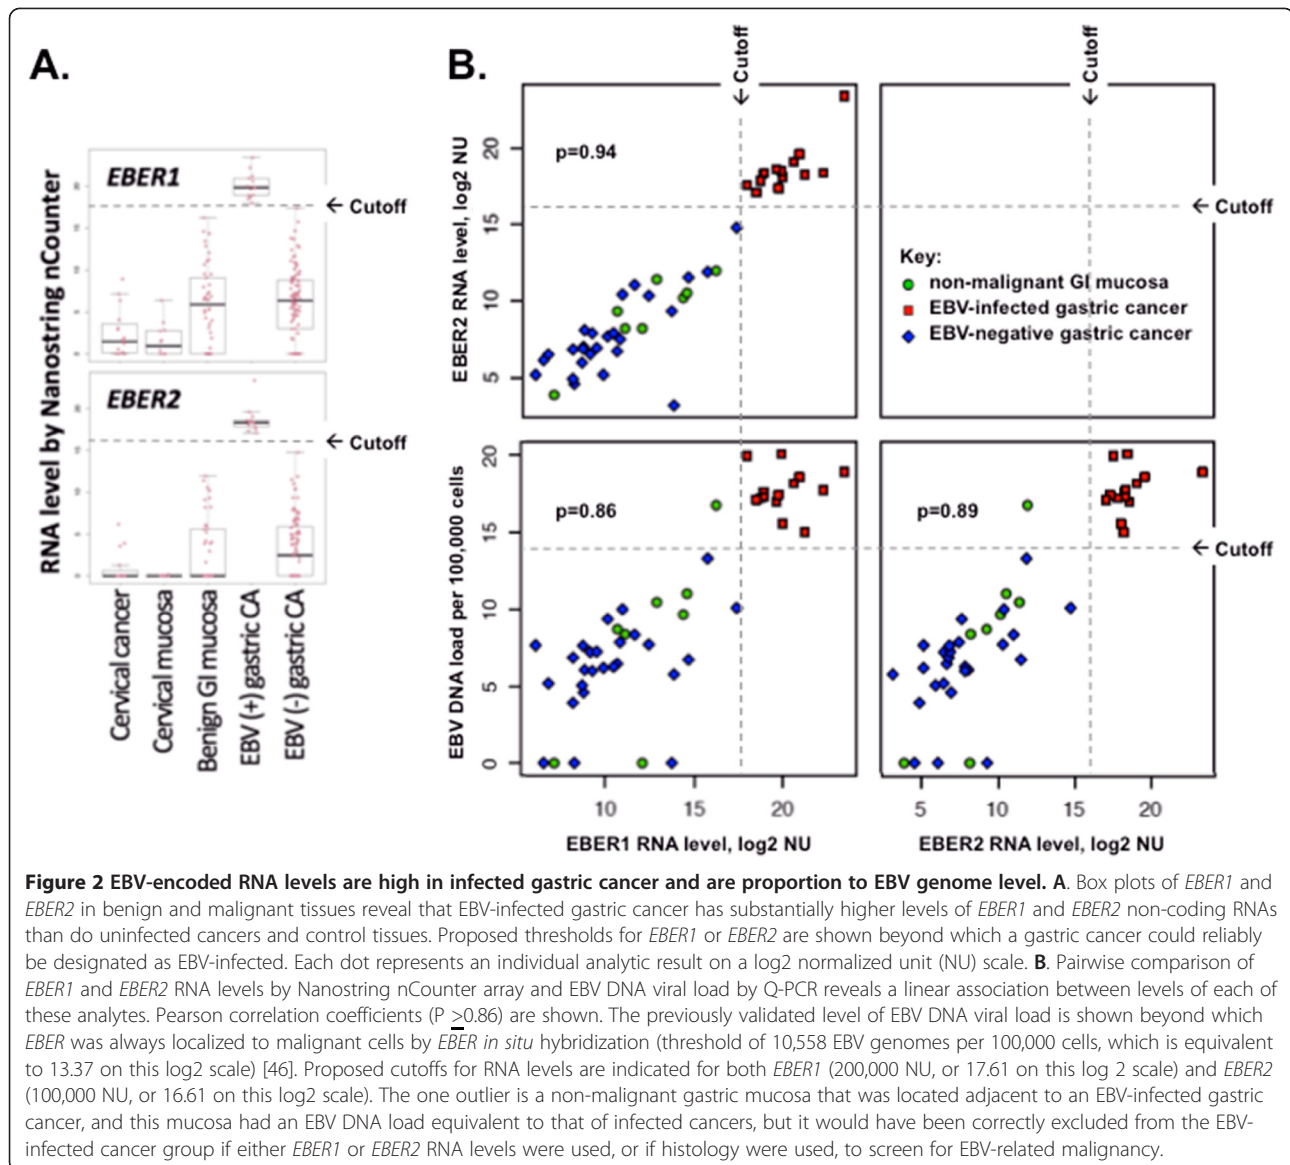 A.
RNA level by Nanostring nCounter
EBER1
20
15
10
5
0
← Cutoff
EBER2
20
15
10
5
0
← Cutoff
Cervical cancer
Cervical mucosa
Benign GI mucosa
EBV (+) gastric CA
EBV (-) gastric CA
B.
← Cutoff
← Cutoff
EBER2 RNA level, log2 NU
20
15
10
5
p=0.94
← Cutoff
Key:
non-malignant GI mucosa
EBV-infected gastric cancer
EBV-negative gastric cancer
EBV DNA load per 100,000 cells
20
15
10
5
0
p=0.86
p=0.89
← Cutoff
10 15 20
5 10 15 20
EBER1 RNA level, log2 NU
EBER2 RNA level, log2 NU
Figure 2 EBV-encoded RNA levels are high in infected gastric cancer and are proportion to EBV genome level. A. Box plots of EBER1 and
EBER2 in benign and malignant tissues reveal that EBV-infected gastric cancer has substantially higher levels of EBER1 and EBER2 non-coding RNAs
than do uninfected cancers and control tissues. Proposed thresholds for EBER1 or EBER2 are shown beyond which a gastric cancer could reliably
be designated as EBV-infected. Each dot represents an individual analytic result on a log2 normalized unit (NU) scale. B. Pairwise comparison of
EBER1 and EBER2 RNA levels by Nanostring nCounter array and EBV DNA viral load by Q-PCR reveals a linear association between levels of each of
these analytes. Pearson correlation coefficients (P >0.86) are shown. The previously validated level of EBV DNA viral load is shown beyond which
EBER was always localized to malignant cells by EBER in situ hybridization (threshold of 10,558 EBV genomes per 100,000 cells, which is equivalent
to 13.37 on this log2 scale) [46]. Proposed cutoffs for RNA levels are indicated for both EBER1 (200,000 NU, or 17.61 on this log 2 scale) and EBER2
(100,000 NU, or 16.61 on this log2 scale). The one outlier is a non-malignant gastric mucosa that was located adjacent to an EBV-infected gastric
cancer, and this mucosa had an EBV DNA load equivalent to that of infected cancers, but it would have been correctly excluded from the EBV-
infected cancer group if either EBER1 or EBER2 RNA levels were used, or if histology were used, to screen for EBV-related malignancy.